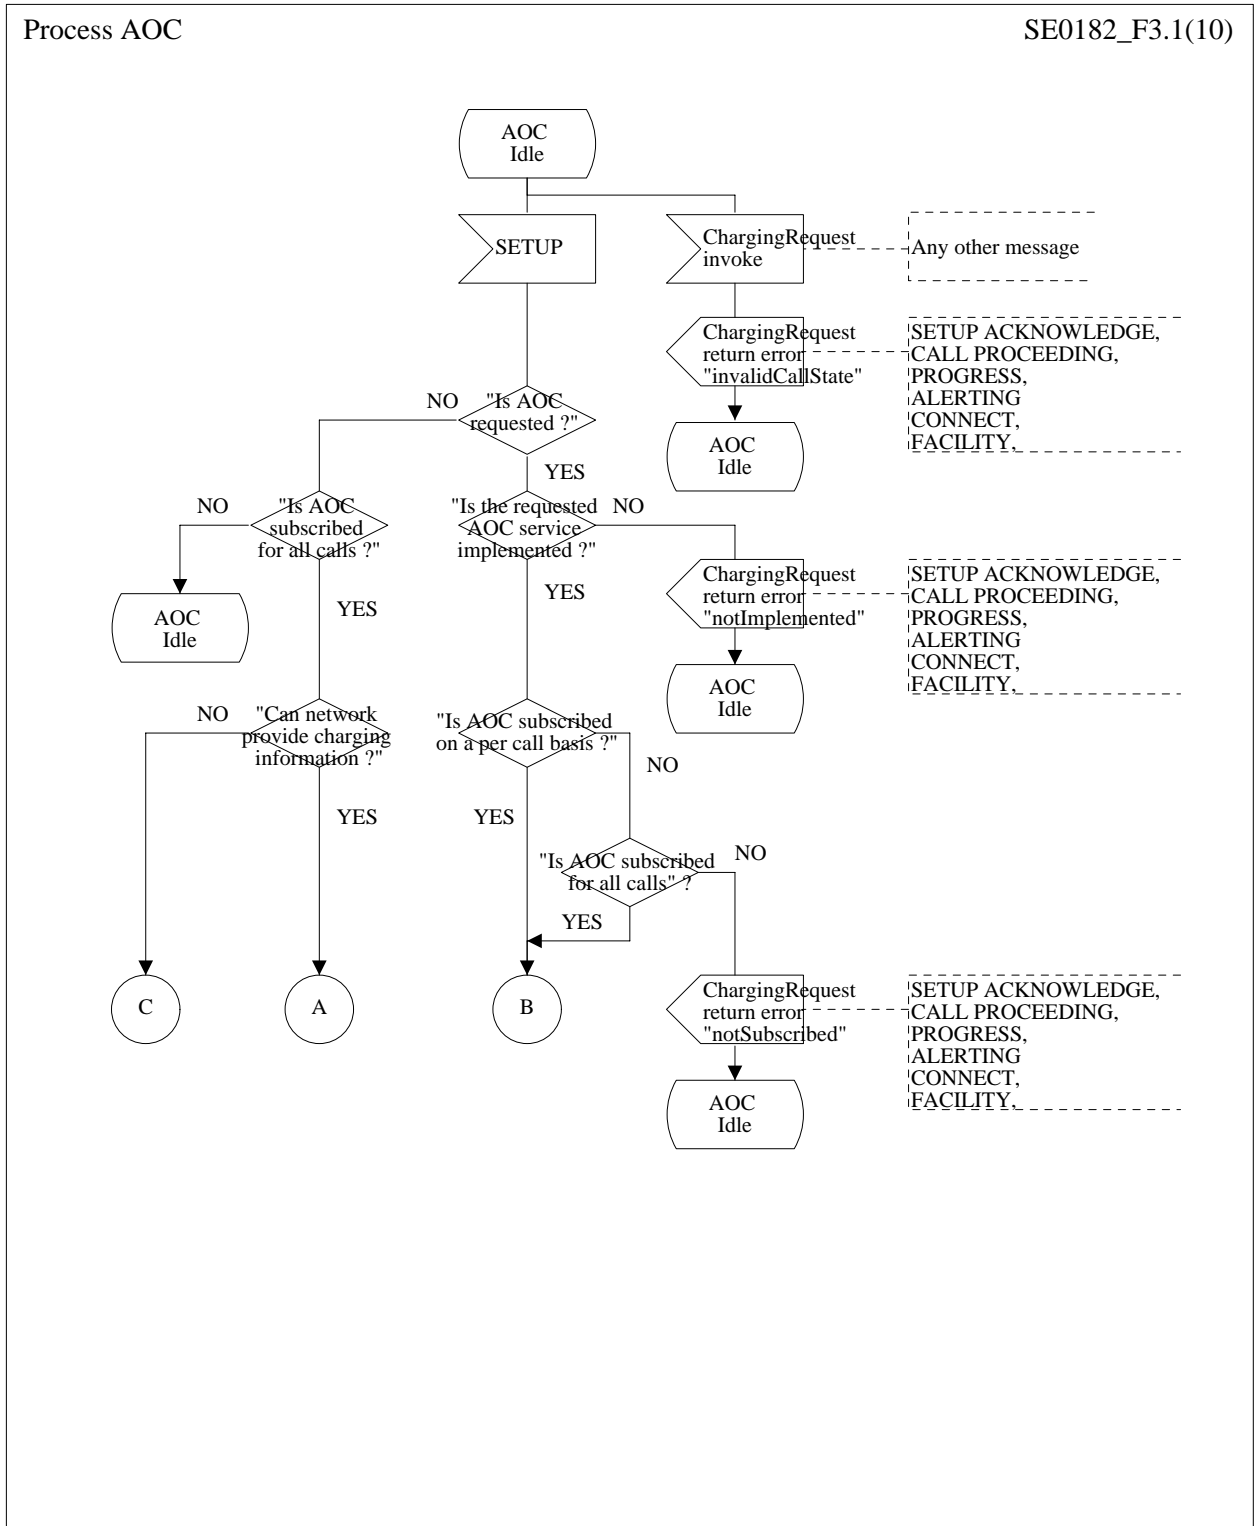 Process AOC
SE0182_F3.1(10)
AOC
Idle
SETUP
ChargingRequest
invoke
Any other message
ChargingRequest
return error
"invalidCallState"
SETUP ACKNOWLEDGE,
CALL PROCEEDING,
PROGRESS,
ALERTING
CONNECT,
FACILITY,
NO
"Is AOC
requested ?"
AOC
Idle
YES
NO
"Is AOC
subscribed
for all calls ?"
"Is the requested
AOC service
implemented ?"
NO
YES
YES
ChargingRequest
return error
"notImplemented"
SETUP ACKNOWLEDGE,
CALL PROCEEDING,
PROGRESS,
ALERTING
CONNECT,
FACILITY,
AOC
Idle
AOC
Idle
NO
"Can network
provide charging
information ?"
"Is AOC subscribed
on a per call basis ?"
NO
YES
YES
"Is AOC subscribed
for all calls" ?
NO
YES
C
A
B
ChargingRequest
return error
"notSubscribed"
SETUP ACKNOWLEDGE,
CALL PROCEEDING,
PROGRESS,
ALERTING
CONNECT,
FACILITY,
AOC
Idle